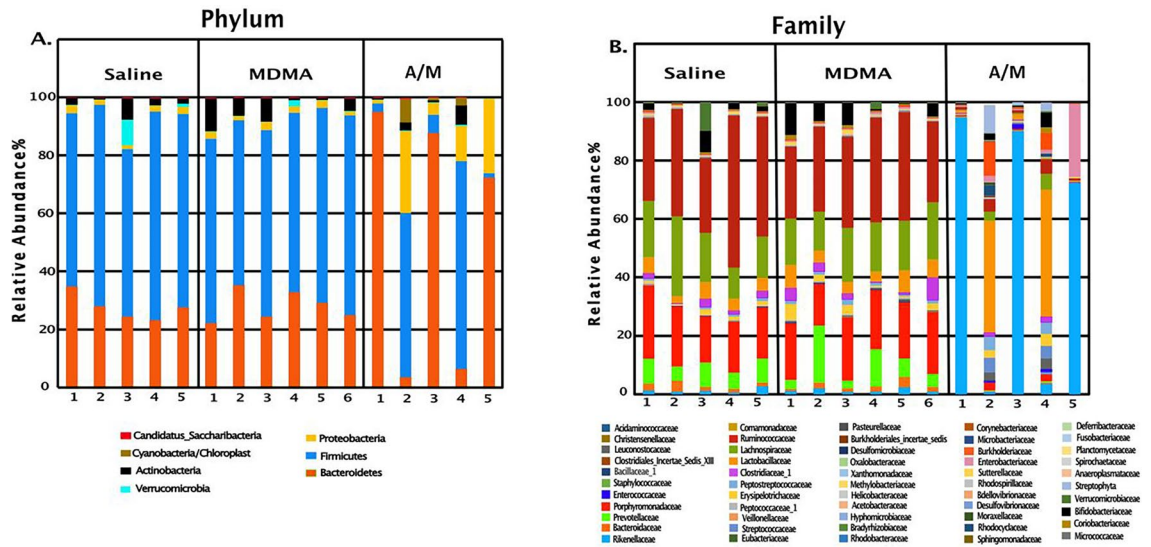 Phylum
A.
Saline
MDMA
A/M
Relative Abundance%
100
80
60
40
20
0
1 2 3 4 5 1 2 3 4 5 6 1 2 3 4 5
Candidatus_Saccharibacteria
Cyanobacteria/Chloroplast
Actinobacteria
Verrucomicrobia
Proteobacteria
Firmicutes
Bacteroidetes
Family
B.
Saline
MDMA
A/M
Relative Abundance%
100
80
60
40
20
0
1 2 3 4 5 1 2 3 4 5 6 1 2 3 4 5
Acidaminococcaceae
Christensenellaceae
Leuconostocaceae
Clostridiales_Incertae_Sedis_XIII
Bacillaceae_1
Staphylococcaceae
Enterococcaceae
Porphyromonadaceae
Prevotellaceae
Bacteroidaceae
Rikenellaceae
Comamonadaceae
Ruminococcaceae
Lachnospiraceae
Lactobacillaceae
Clostridiaceae_1
Peptostreptococcaceae
Erysipelotrichaceae
Peptococcaceae_1
Veillonellaceae
Streptococcaceae
Eubacteriaceae
Pasteurellaceae
Burkholderiales_incertae_sedis
Desulfomicrobiaceae
Oxalobacteraceae
Xanthomonadaceae
Methylobacteriaceae
Helicobacteraceae
Acetobacteraceae
Hyphomicrobiaceae
Bradyrhizobiaceae
Rhodobacteraceae
Corynebacteriaceae
Microbacteriaceae
Burkholderiaceae
Enterobacteriaceae
Sutterellaceae
Rhodospirillaceae
Bdellovibrionaceae
Desulfovibrionaceae
Moraxellaceae
Rhodocyclaceae
Sphingomonadaceae
Deferribacteraceae
Fusobacteriaceae
Planctomycetaceae
Spirochaetaceae
Anaeroplasmataceae
Streptophyta
Verrucomicrobiaceae
Bifidobacteriaceae
Coriobacteriaceae
Micrococcaceae